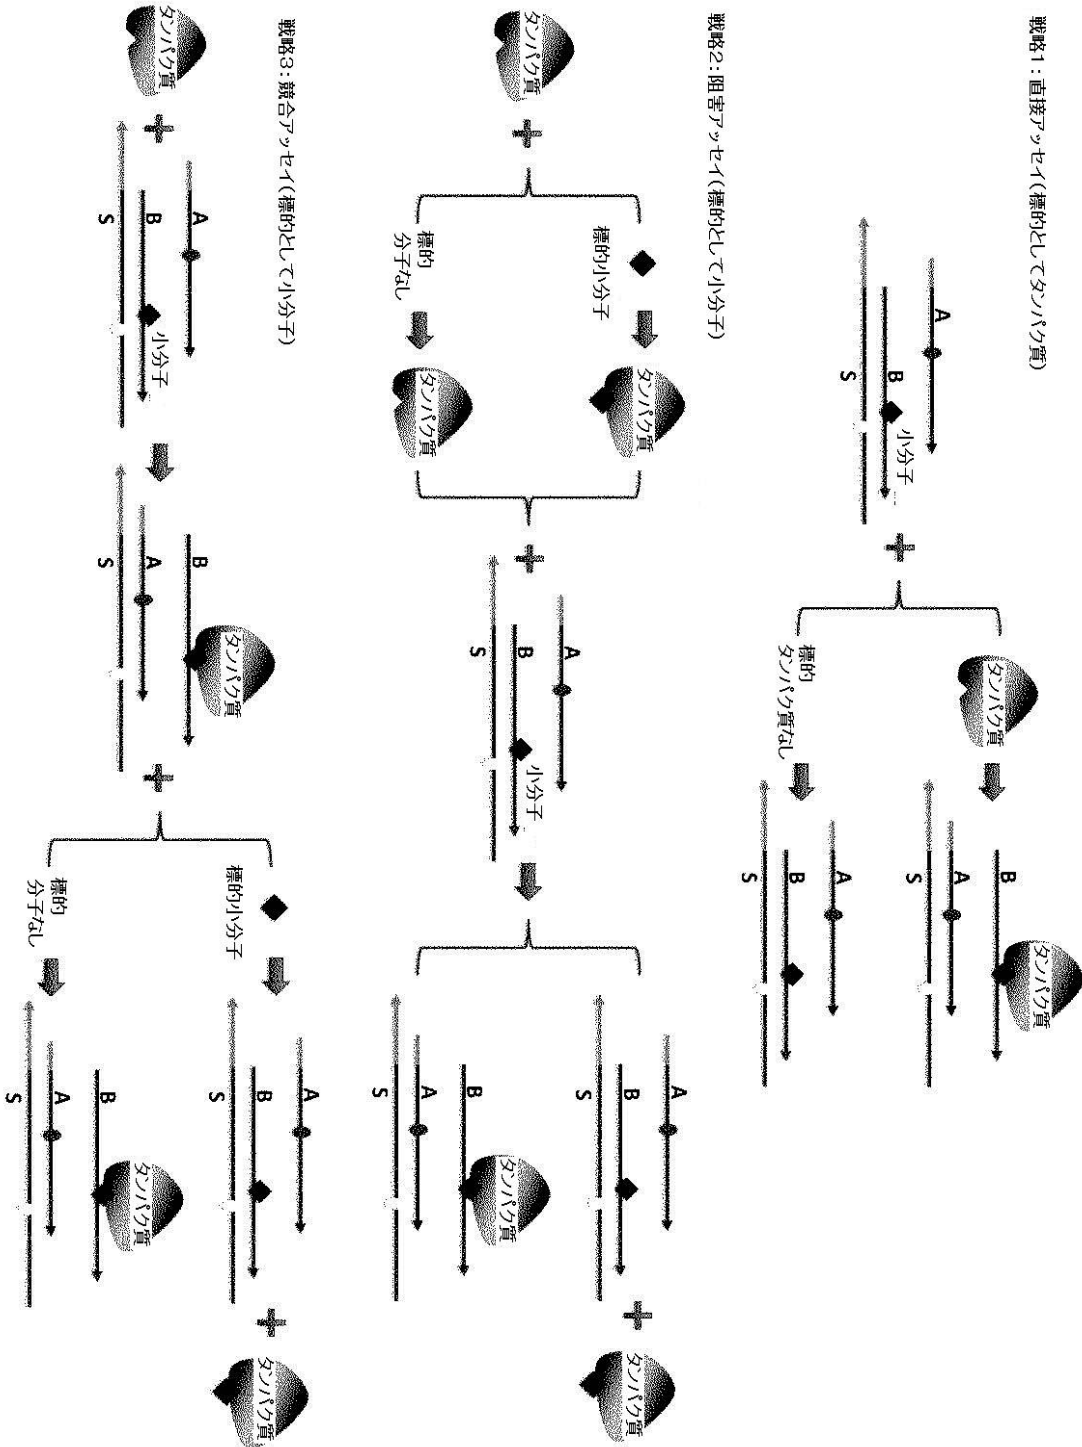 戦略1：直接アッセイ(標的としてタンパク質)
A
B
小分子
S
タンパク質
標的
タンパク質なし
B
タンパク質
A
S
A
B
S
戦略2：阻害アッセイ(標的として小分子)
タンパク質
標的小分子
標的
分子なし
タンパク質
タンパク質
A
B
小分子
S
A
B
S
タンパク質
B
タンパク質
A
S
戦略3：競合アッセイ(標的として小分子)
タンパク質
A
B
小分子
S
B
タンパク質
A
S
標的小分子
標的
分子なし
A
B
S
タンパク質
B
タンパク質
A
S